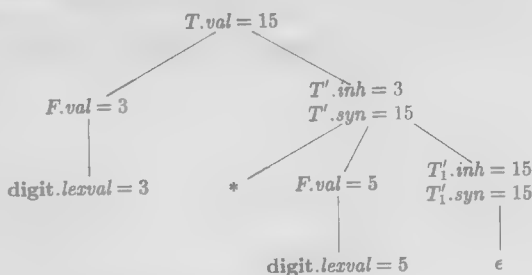 T.val = 15
F.val = 3
T'.inh = 3
T'.syn = 15
digit.lexval = 3
*
F.val = 5
T'₁.inh = 15
T'₁.syn = 15
digit.lexval = 5
ϵ